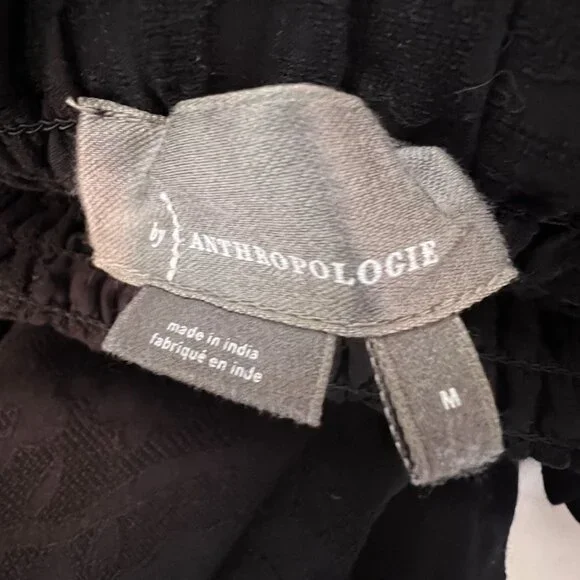 by ANTHROPOLOGIE
made in india
fabriqué en inde
M